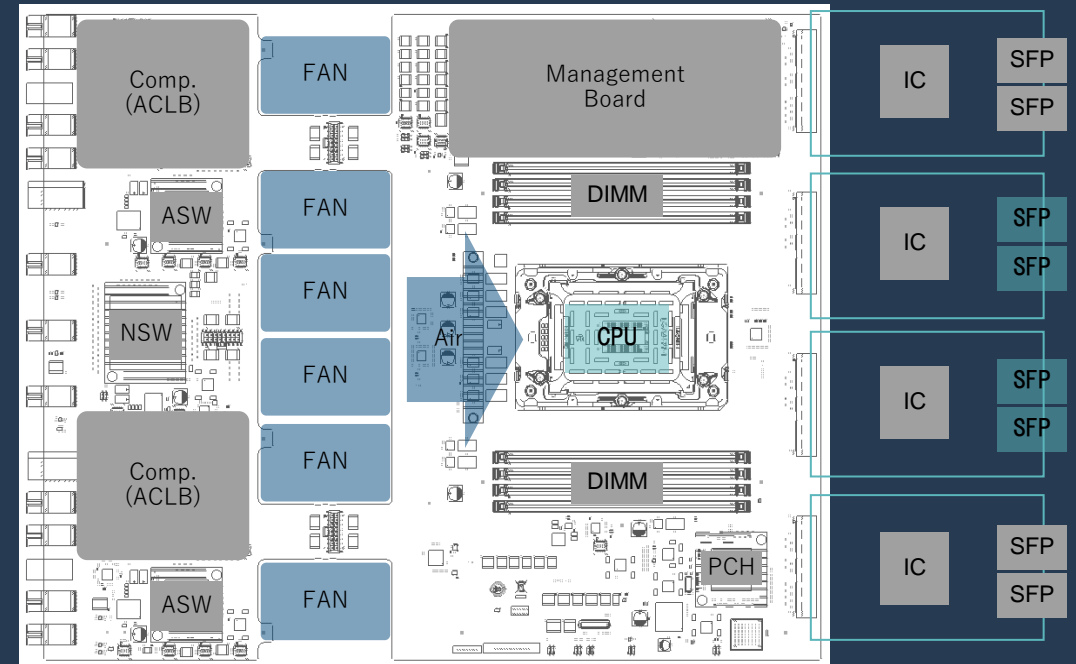 Comp.
(ACLB)
FAN
Management
Board
IC
SFP
SFP
ASW
FAN
DIMM
IC
SFP
SFP
FAN
NSW
Air
CPU
FAN
IC
SFP
SFP
Comp.
(ACLB)
FAN
DIMM
ASW
FAN
PCH
IC
SFP
SFP